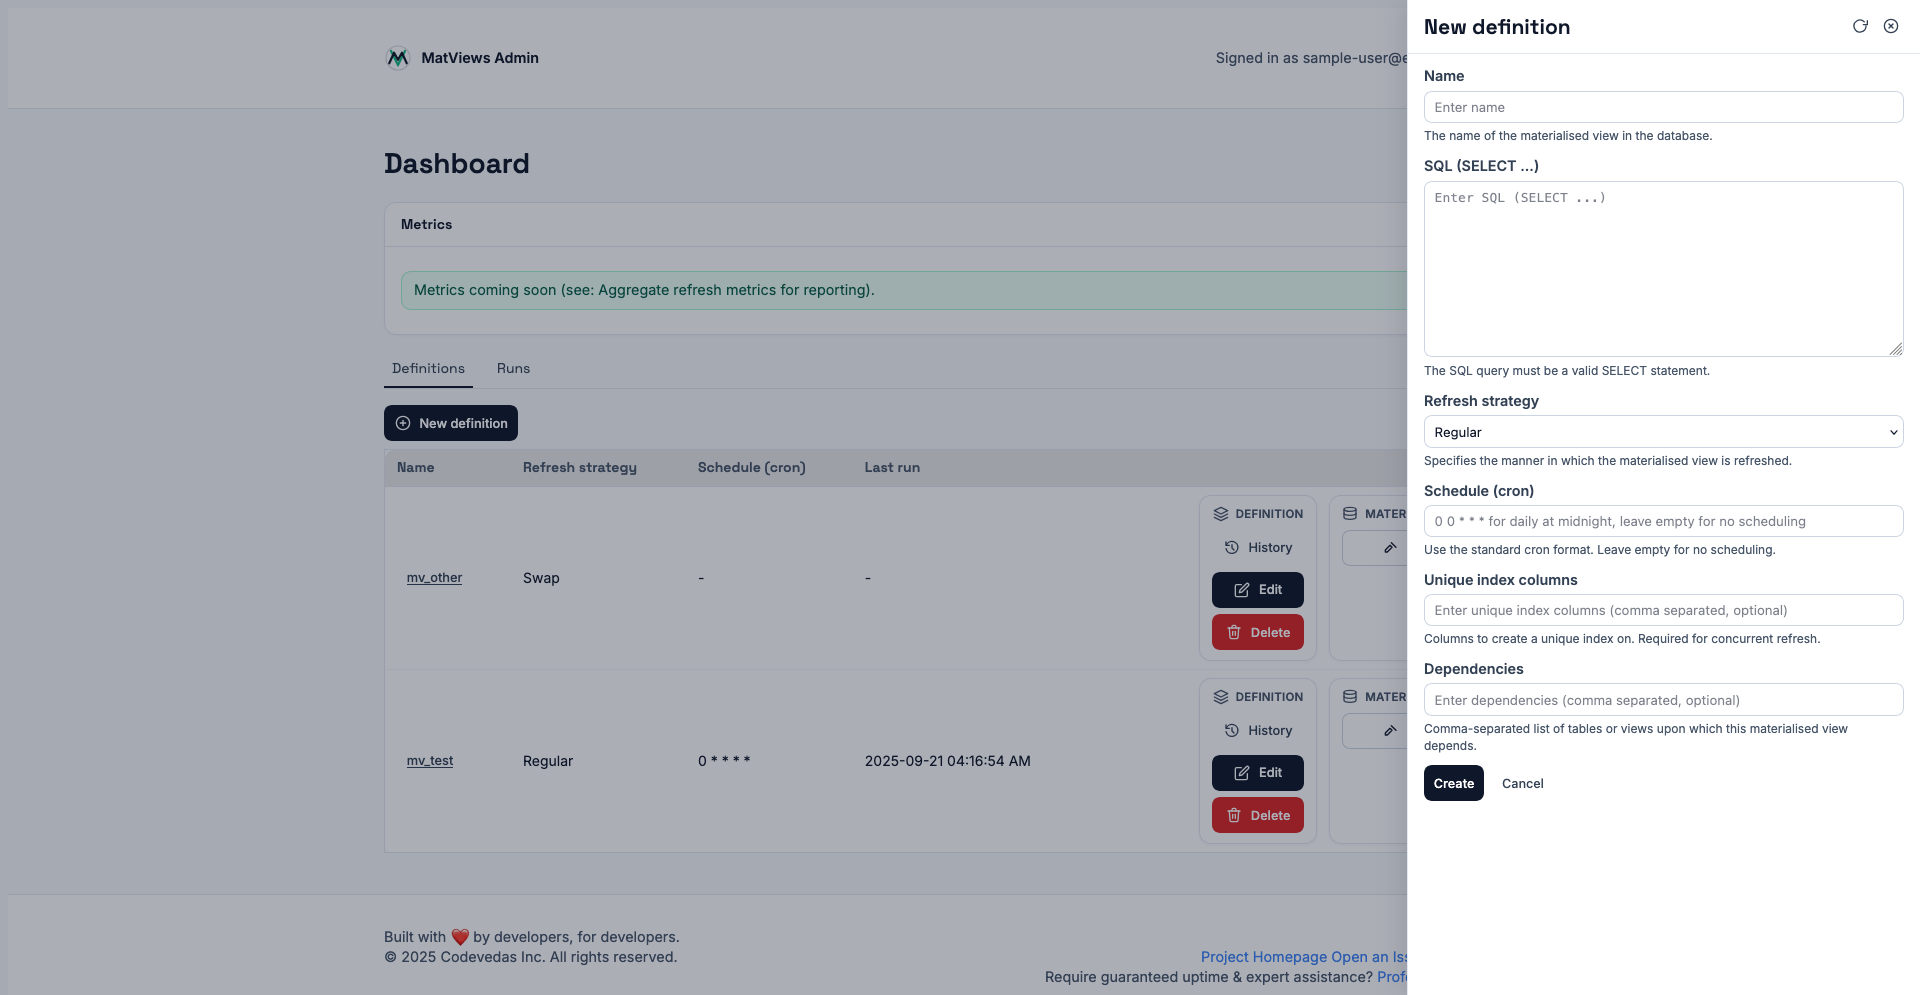 MatViews Admin
Signed in as sample-user@e
Dashboard
Metrics
Metrics coming soon (see: Aggregate refresh metrics for reporting).
Definitions Runs
New definition
Name Refresh strategy Schedule (cron) Last run
mv_other Swap - -
DEFINITION
History
Edit
Delete
MATER
mv_test Regular 0 * * * * 2025-09-21 04:16:54 AM
DEFINITION
History
Edit
Delete
MATER
Built with ❤️ by developers, for developers.
© 2025 Codevedas Inc. All rights reserved.
Project Homepage Open an Iss
Require guaranteed uptime & expert assistance? Profe
New definition
Name
Enter name
The name of the materialised view in the database.
SQL (SELECT …)
Enter SQL (SELECT ...)
The SQL query must be a valid SELECT statement.
Refresh strategy
Regular
Specifies the manner in which the materialised view is refreshed.
Schedule (cron)
0 0 * * * for daily at midnight, leave empty for no scheduling
Use the standard cron format. Leave empty for no scheduling.
Unique index columns
Enter unique index columns (comma separated, optional)
Columns to create a unique index on. Required for concurrent refresh.
Dependencies
Enter dependencies (comma separated, optional)
Comma-separated list of tables or views upon which this materialised view
depends.
Create Cancel